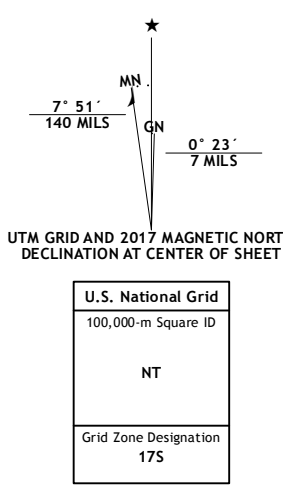 ★
MN
7° 51´
140 MILS
GN
0° 23´
7 MILS
UTM GRID AND 2017 MAGNETIC NORT
DECLINATION AT CENTER OF SHEET
U.S. National Grid
100,000-m Square ID
NT
Grid Zone Designation
17S